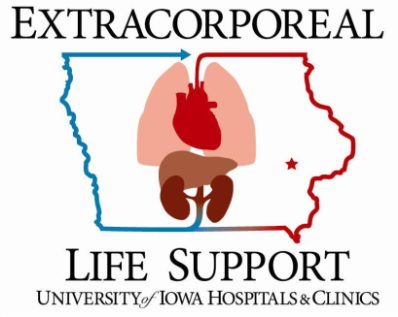 EXTRACORPOREAL
LIFE SUPPORT
UNIVERSITY of IOWA HOSPITALS & CLINICS